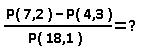 P(7,2)-P(4,3)
P(18,1)
=?